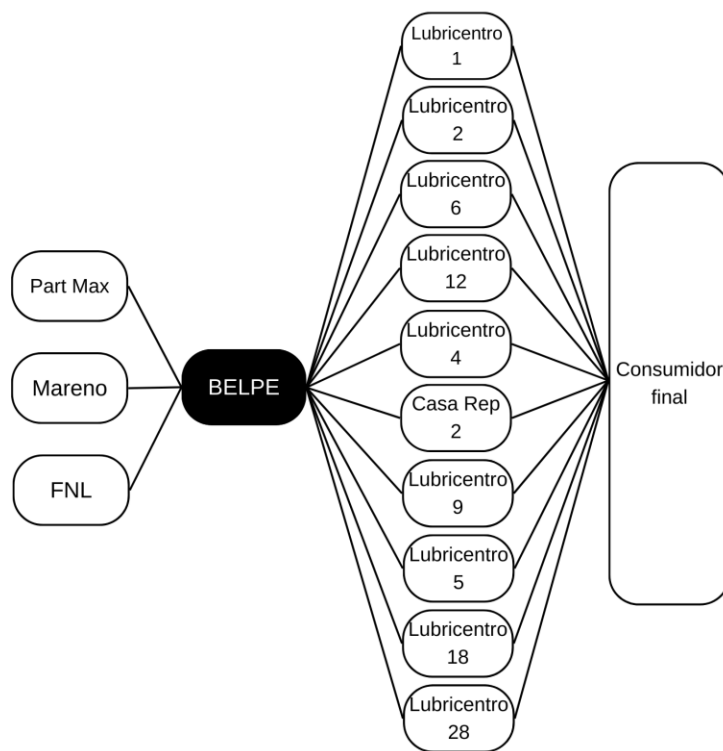 Part Max
Mareno
FNL
BELPE
Lubricentro
1
Lubricentro
2
Lubricentro
6
Lubricentro
12
Lubricentro
4
Casa Rep
2
Lubricentro
9
Lubricentro
5
Lubricentro
18
Lubricentro
28
Consumidor
final